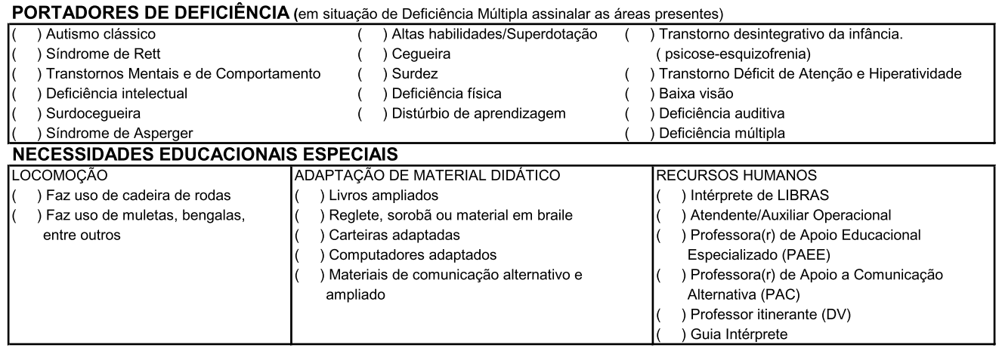 PORTADORES DE DEFICIÊNCIA (em situação de Deficiência Múltipla assinalar as áreas presentes)
( ) Autismo clássico
( ) Síndrome de Rett
( ) Transtornos Mentais e de Comportamento
( ) Deficiência intelectual
( ) Surdocegueira
( ) Síndrome de Asperger
( ) Altas habilidades/Superdotação
( ) Cegueira
( ) Surdez
( ) Deficiência física
( ) Distúrbio de aprendizagem
( ) Transtorno desintegrativo da infância.
( psicose-esquizofrenia)
( ) Transtorno Déficit de Atenção e Hiperatividade
( ) Baixa visão
( ) Deficiência auditiva
( ) Deficiência múltipla
NECESSIDADES EDUCACIONAIS ESPECIAIS
LOCOMOÇÃO
( ) Faz uso de cadeira de rodas
( ) Faz uso de muletas, bengalas,
entre outros
ADAPTAÇÃO DE MATERIAL DIDÁTICO
( ) Livros ampliados
( ) Reglete, sorobã ou material em braile
( ) Carteiras adaptadas
( ) Computadores adaptados
( ) Materiais de comunicação alternativo e
ampliado
RECURSOS HUMANOS
( ) Intérprete de LIBRAS
( ) Atendente/Auxiliar Operacional
( ) Professora(r) de Apoio Educacional
Especializado (PAEE)
( ) Professora(r) de Apoio a Comunicação
Alternativa (PAC)
( ) Professor itinerante (DV)
( ) Guia Intérprete